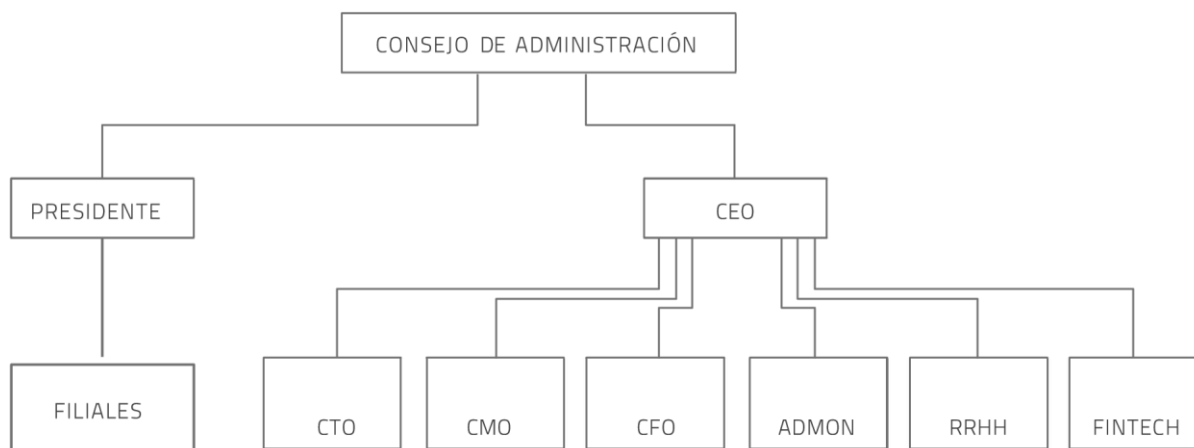 CONSEJO DE ADMINISTRACIÓN
PRESIDENTE
CEO
FILIALES
CTO
CMO
CFO
ADMON
RRHH
FINTECH